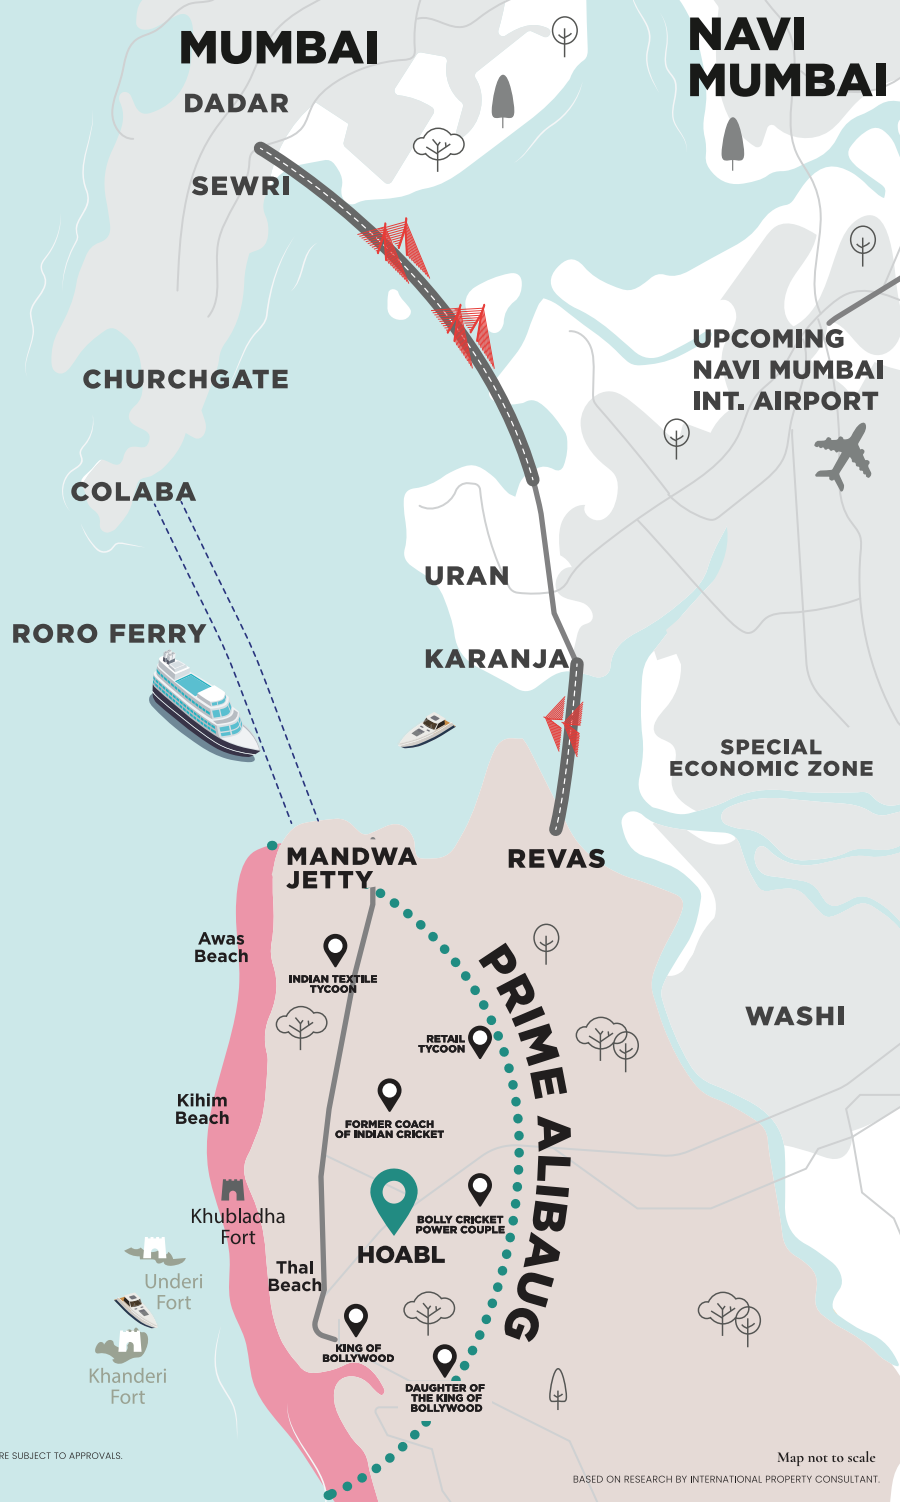 MUMBAI
NAVI
MUMBAI
DADAR
SEWRI
UPCOMING
NAVI MUMBAI
INT. AIRPORT
CHURCHGATE
COLABA
URAN
RORO FERRY
KARANJA
SPECIAL
ECONOMIC ZONE
MANDWA
JETTY
REVAS
Awas
Beach
INDIAN TEXTILE
TYCOON
PRIME ALIBAUG
WASHI
RETAIL
TYCOON
Kihim
Beach
FORMER COACH
OF INDIAN CRICKET
Khubladha
Fort
BOLLY CRICKET
POWER COUPLE
HOABL
Thal
Beach
Underi
Fort
KING OF
BOLLYWOOD
Khanderi
Fort
DAUGHTER OF
THE KING OF
BOLLYWOOD
RE SUBJECT TO APPROVALS.
Map not to scale
BASED ON RESEARCH BY INTERNATIONAL PROPERTY CONSULTANT.